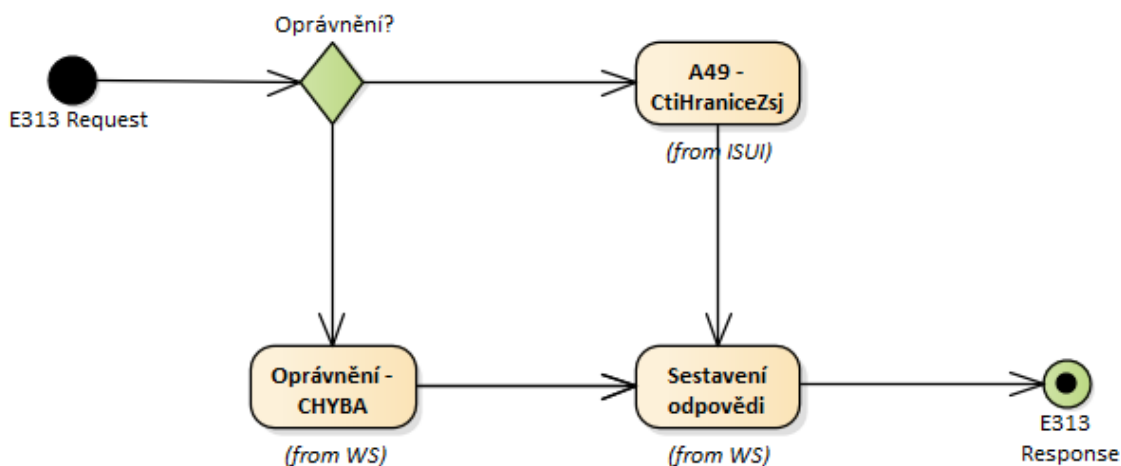 Oprávnění?
E313 Request
A49 -
CtiHraniceZsj
(from ISUI)
Oprávnění -
CHYBA
(from WS)
Sestavení
odpovědi
(from WS)
E313
Response